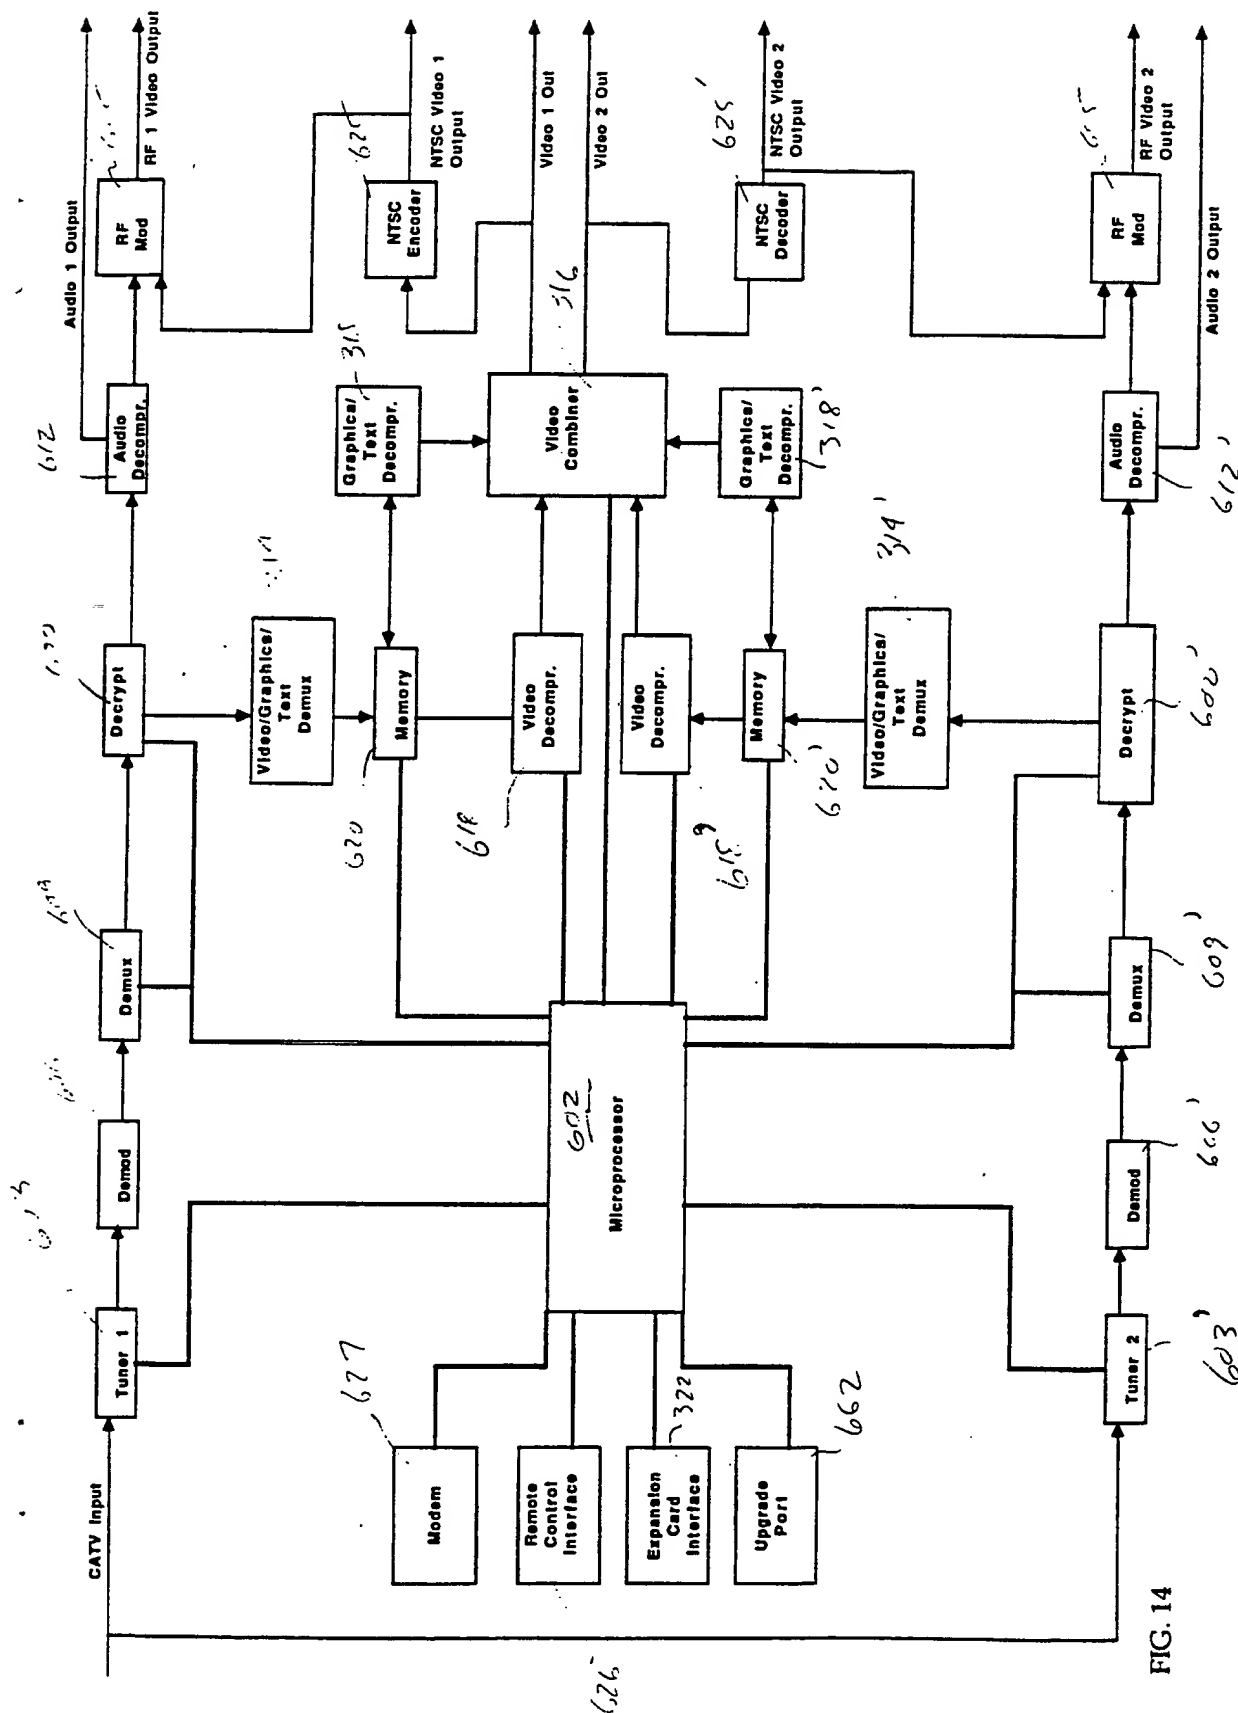 CATV Input
Tuner 1
Demod
Demux
Decrypt
612
Audio
Decompr.
Audio 1 Output
RF
Mod
RF 1 Video Output
Video/Graphics/
Text
Demux
620
Memory
Graphics/
Text
Decompr.
315
NTSC
Encoder
625
NTSC Video 1
Output
627
Modem
Remote
Control
Interface
626
Expansion
Card
Interface
322
Upgrade
Port
662
602
Microprocessor
618
Video
Decompr.
Video
Decompr.
Video
Combiner
316
Video 1 Out
Video 2 Out
Memory
620'
Graphics/
Text
Decompr.
318'
NTSC
Decoder
625'
NTSC Video 2
Output
Video/Graphics/
Text
Demux
314'
Tuner 2
603'
Demod
606'
Demux
609'
Decrypt
600'
Audio
Decompr.
612'
RF
Mod
RF Video 2
Output
Audio 2 Output
FIG. 14